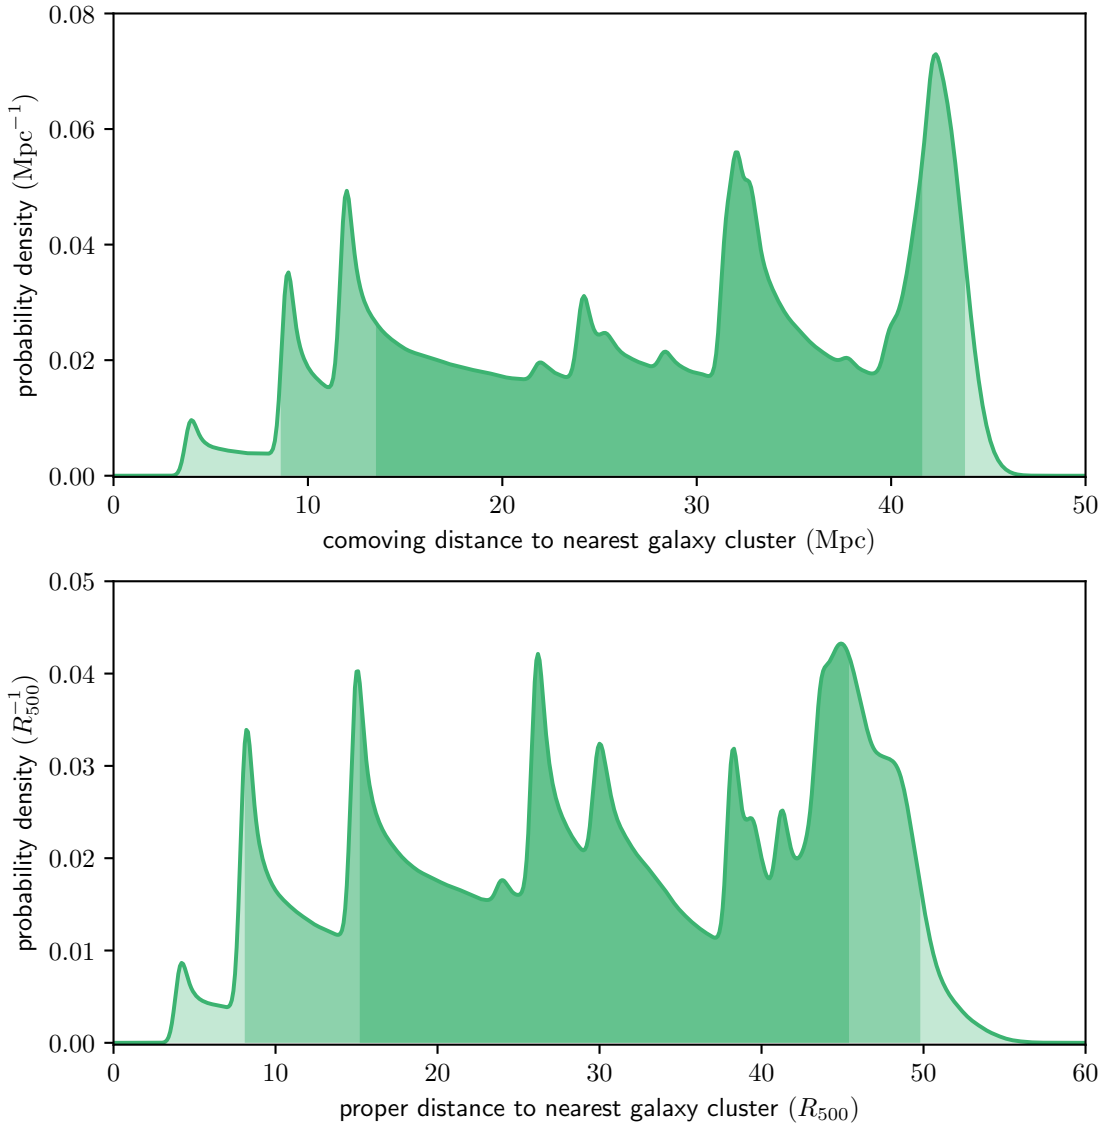 0.08
0.06
0.04
0.02
0.00
probability density (Mpc⁻¹)
0 10 20 30 40 50
comoving distance to nearest galaxy cluster (Mpc)
0.05
0.04
0.03
0.02
0.01
0.00
probability density (R₅₀₀⁻¹)
0 10 20 30 40 50 60
proper distance to nearest galaxy cluster (R₅₀₀)